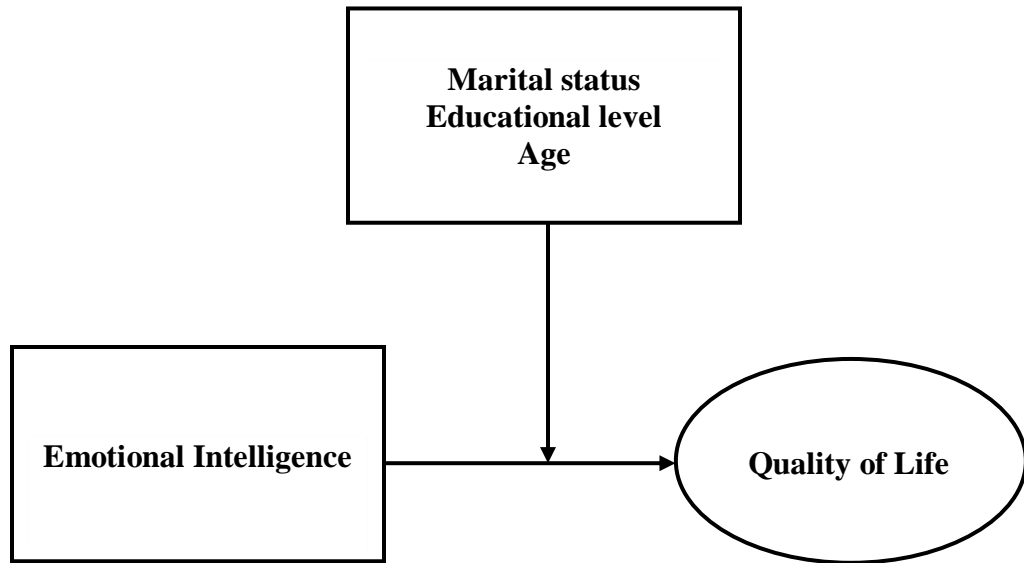 Marital status
Educational level
Age
Emotional Intelligence
Quality of Life